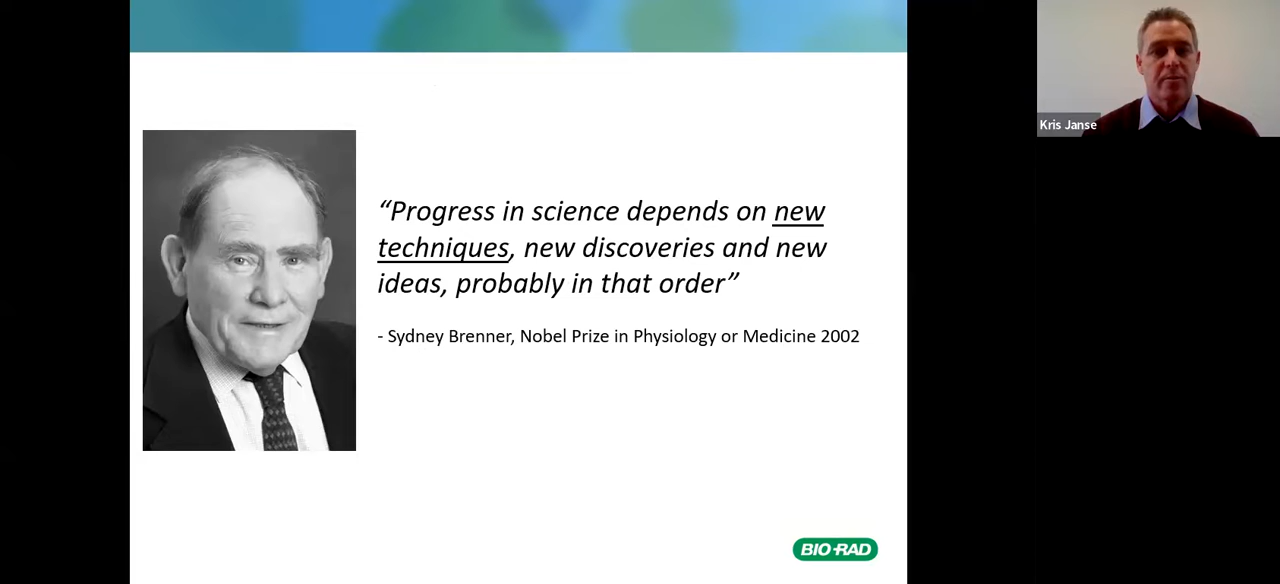 “Progress in science depends on new
techniques, new discoveries and new
ideas, probably in that order”
- Sydney Brenner, Nobel Prize in Physiology or Medicine 2002
BIO-RAD
Kris Janse